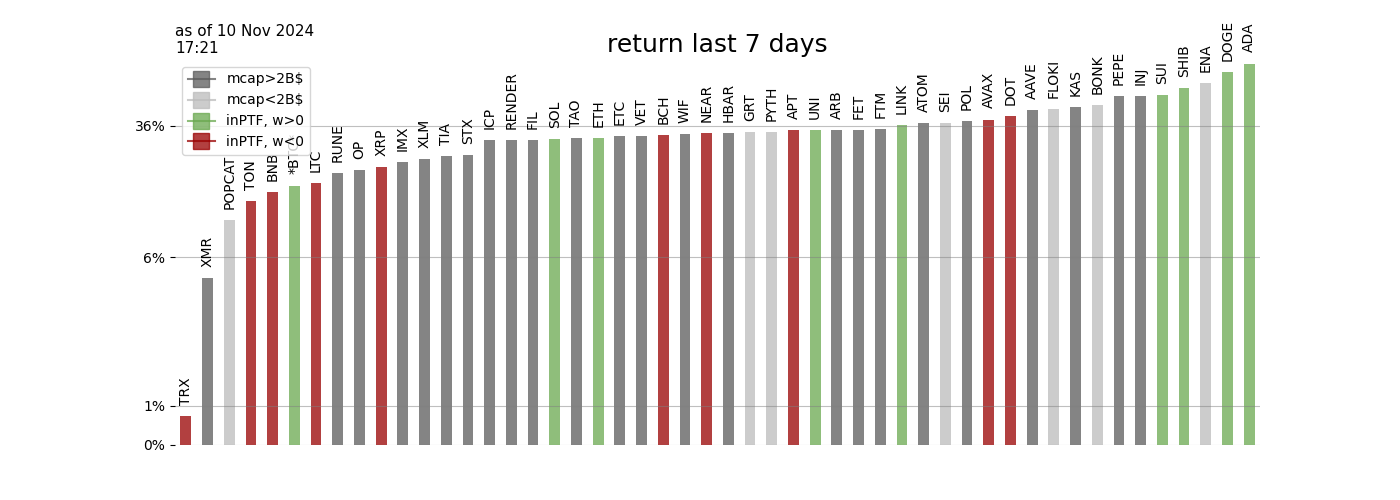 as of 10 Nov 2024
17:21
return last 7 days
mcap>2B$
mcap<2B$
inPTF, w>0
inPTF, w<0
36%
6%
1%
0%
TRX
XMR
POPCAT
TON
BNB
*BTC
LTC
RUNE
OP
XRP
IMX
XLM
TIA
STX
ICP
RENDER
FIL
SOL
TAO
ETH
ETC
VET
BCH
WIF
NEAR
HBAR
GRT
PYTH
APT
UNI
ARB
FET
FTM
LINK
ATOM
SEI
POL
AVAX
DOT
AAVE
FLOKI
KAS
BONK
PEPE
INJ
SUI
SHIB
ENA
DOGE
ADA